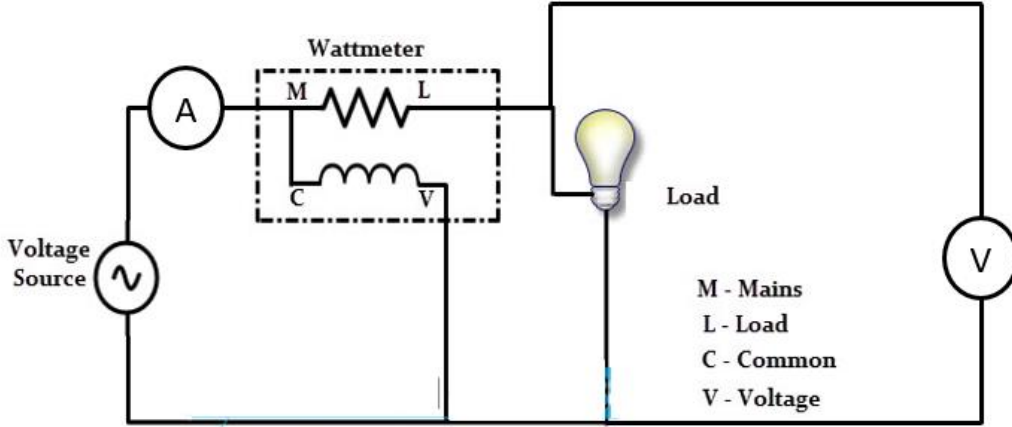 Wattmeter
M L
A
C V
Load
Voltage
Source
V
M - Mains
L - Load
C - Common
V - Voltage